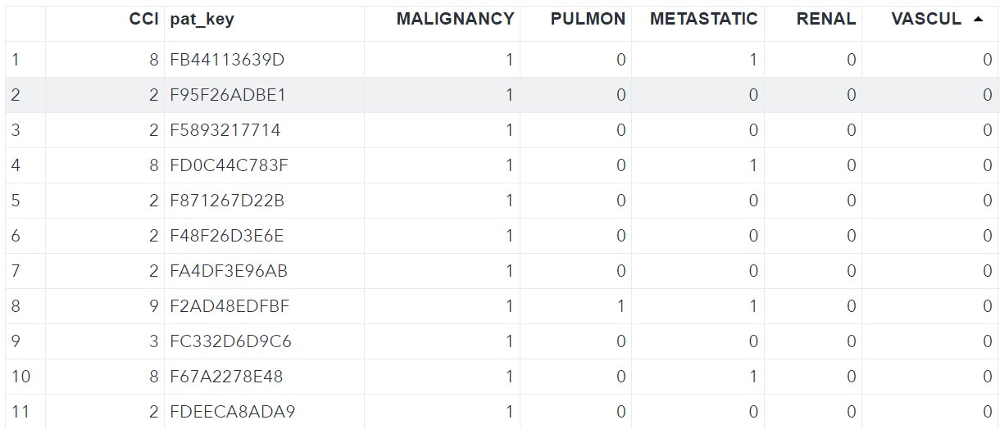 CCI pat_key MALIGNANCY PULMON METASTATIC RENAL VASCUL
1 8 FB44113639D 1 0 1 0 0
2 2 F95F26ADBE1 1 0 0 0 0
3 2 F5893217714 1 0 0 0 0
4 8 FD0C44C783F 1 0 1 0 0
5 2 F871267D22B 1 0 0 0 0
6 2 F48F26D3E6E 1 0 0 0 0
7 2 FA4DF3E96AB 1 0 0 0 0
8 9 F2AD48EDFBF 1 1 1 0 0
9 3 FC332D6D9C6 1 0 0 0 0
10 8 F67A2278E48 1 0 1 0 0
11 2 FDEECA8ADA9 1 0 0 0 0